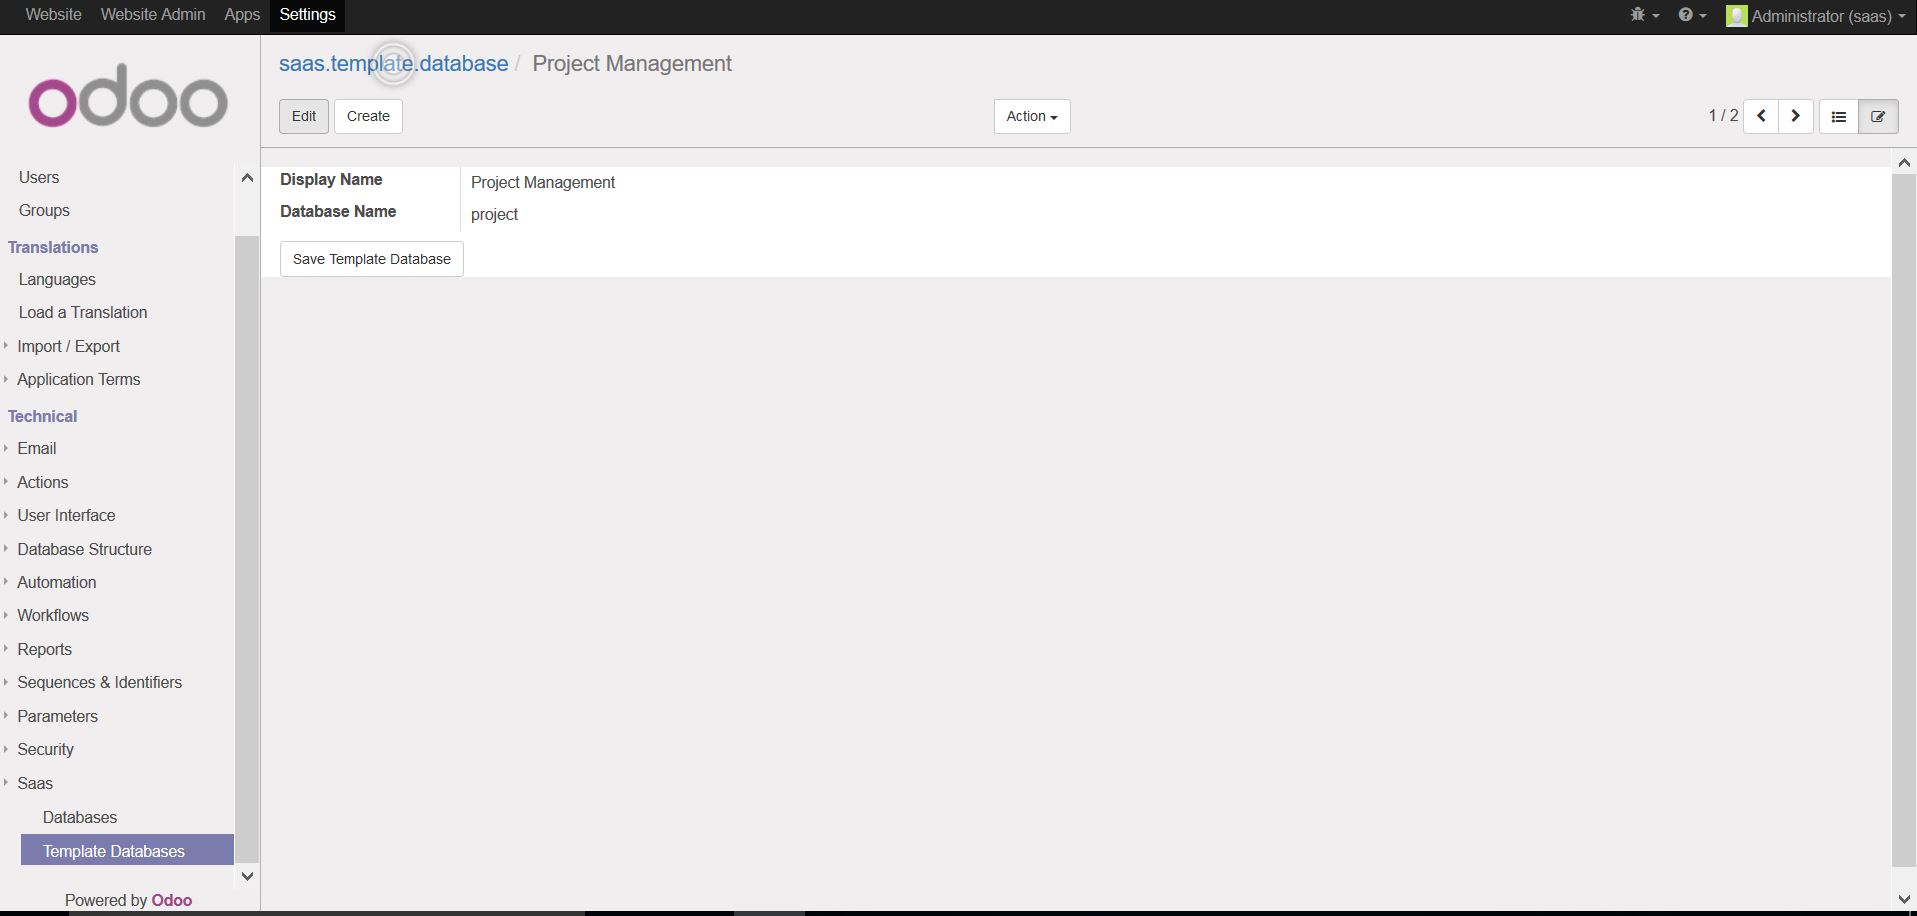 Website Website Admin Apps Settings Administrator (saas)
odoo
saas.template.database / Project Management
Edit Create Action 1 / 2
Users
Groups
Translations
Languages
Load a Translation
Import / Export
Application Terms
Technical
Email
Actions
User Interface
Database Structure
Automation
Workflows
Reports
Sequences & Identifiers
Parameters
Security
Saas
Databases
Template Databases
Powered by Odoo
Display Name Project Management
Database Name project
Save Template Database